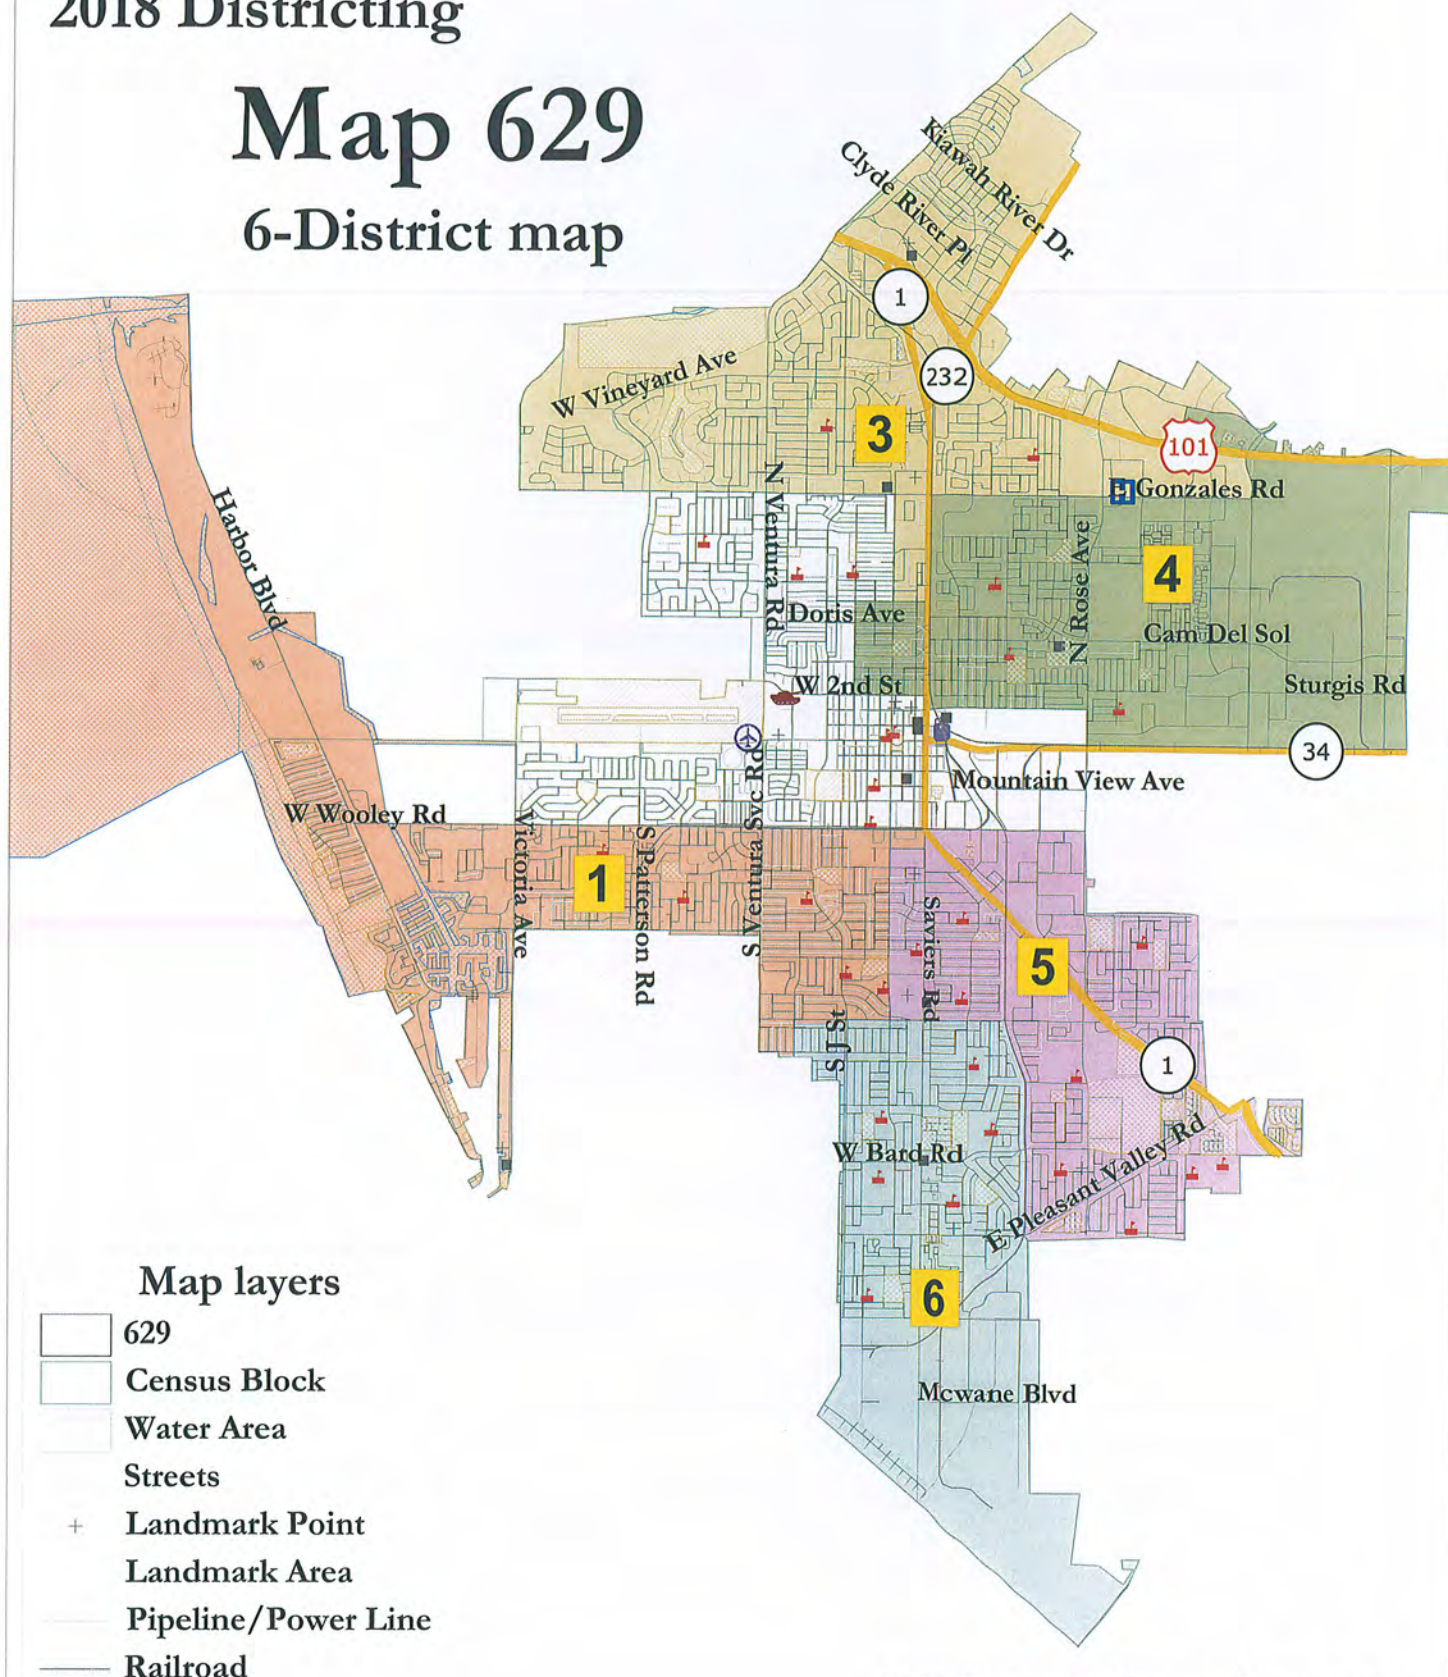 2018 Districting
Map 629
6-District map
Kiawah River Dr
Clyde River Pl
1
232
W Vineyard Ave
3
101
E Gonzales Rd
N Ventura Rd
Harbor Blvd
N Rose Ave
4
Doris Ave
Cam Del Sol
W 2nd St
Sturgis Rd
34
Mountain View Ave
W Wooley Rd
Victoria Ave
S Patterson Rd
S Ventura Svc Rd
1
Saviers Rd
5
S J St
1
W Bard Rd
E Pleasant Valley Rd
6
Mcwane Blvd
Map layers
629
Census Block
Water Area
Streets
+ Landmark Point
Landmark Area
Pipeline/Power Line
Railroad